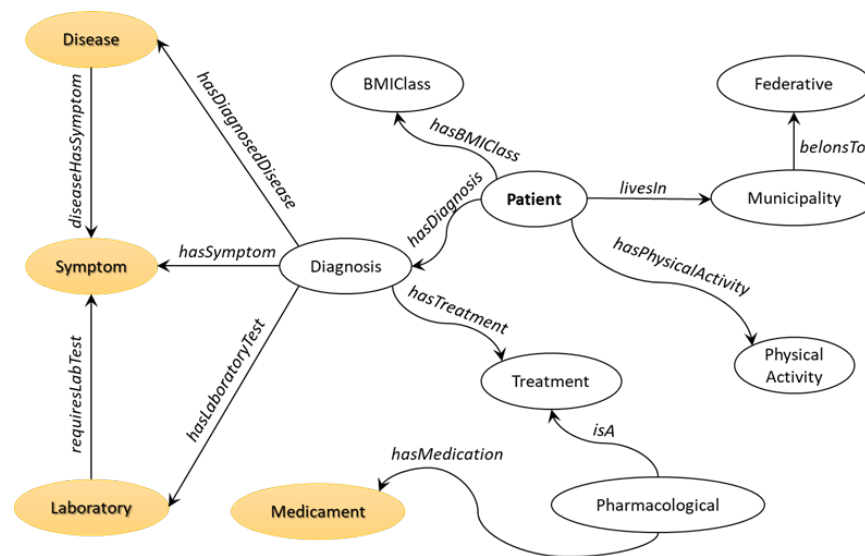 Disease
hasDiagnosedDisease
diseaseHasSymptom
BMIClass
hasBMIClass
Federative
belonsTo
Patient
livesIn
Municipality
hasDiagnosis
hasPhysicalActivity
Symptom
hasSymptom
Diagnosis
hasTreatment
requiresLabTest
hasLaboratoryTest
Physical
Activity
Treatment
isA
hasMedication
Laboratory
Medicament
Pharmacological